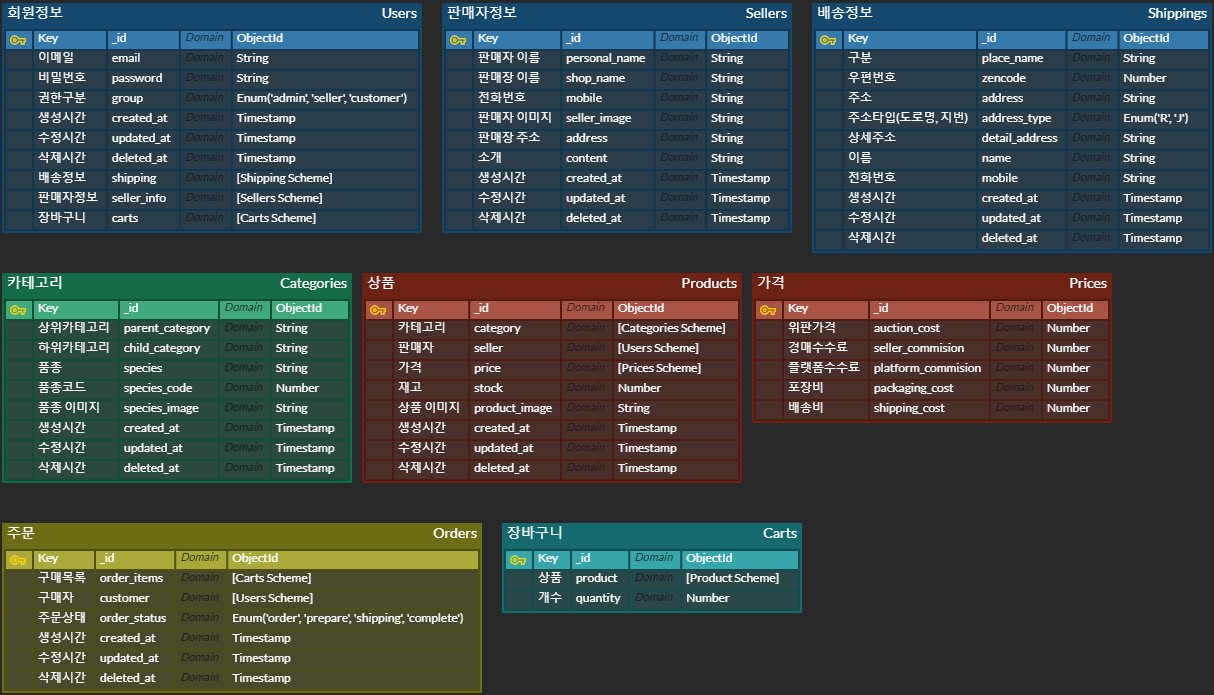 회원정보 Users
Key _id Domain ObjectId
이메일 email Domain String
비밀번호 password Domain String
권한구분 group Domain Enum('admin', 'seller', 'customer')
생성시간 created_at Domain Timestamp
수정시간 updated_at Domain Timestamp
삭제시간 deleted_at Domain Timestamp
배송정보 shipping Domain [Shipping Scheme]
판매자정보 seller_info Domain [Sellers Scheme]
장바구니 carts Domain [Carts Scheme]
판매자정보 Sellers
Key _id Domain ObjectId
판매자 이름 personal_name Domain String
판매장 이름 shop_name Domain String
전화번호 mobile Domain String
판매자 이미지 seller_image Domain String
판매장 주소 address Domain String
소개 content Domain String
생성시간 created_at Domain Timestamp
수정시간 updated_at Domain Timestamp
삭제시간 deleted_at Domain Timestamp
배송정보 Shippings
Key _id Domain ObjectId
구분 place_name Domain String
우편번호 zencode Domain Number
주소 address Domain String
주소타입(도로명, 지번) address_type Domain Enum('R', 'J')
상세주소 detail_address Domain String
이름 name Domain String
전화번호 mobile Domain String
생성시간 created_at Domain Timestamp
수정시간 updated_at Domain Timestamp
삭제시간 deleted_at Domain Timestamp
카테고리 Categories
Key _id Domain ObjectId
상위카테고리 parent_category Domain String
하위카테고리 child_category Domain String
품종 species Domain String
품종코드 species_code Domain Number
품종 이미지 species_image Domain String
생성시간 created_at Domain Timestamp
수정시간 updated_at Domain Timestamp
삭제시간 deleted_at Domain Timestamp
상품 Products
Key _id Domain ObjectId
카테고리 category Domain [Categories Scheme]
판매자 seller Domain [Users Scheme]
가격 price Domain [Prices Scheme]
재고 stock Domain Number
상품 이미지 product_image Domain String
생성시간 created_at Domain Timestamp
수정시간 updated_at Domain Timestamp
삭제시간 deleted_at Domain Timestamp
가격 Prices
Key _id Domain ObjectId
위판가격 auction_cost Domain Number
경매수수료 seller_commision Domain Number
플랫폼수수료 platform_commision Domain Number
포장비 packaging_cost Domain Number
배송비 shipping_cost Domain Number
주문 Orders
Key _id Domain ObjectId
구매목록 order_items Domain [Carts Scheme]
구매자 customer Domain [Users Scheme]
주문상태 order_status Domain Enum('order', 'prepare', 'shipping', 'complete')
생성시간 created_at Domain Timestamp
수정시간 updated_at Domain Timestamp
삭제시간 deleted_at Domain Timestamp
장바구니 Carts
Key _id Domain ObjectId
상품 product Domain [Product Scheme]
개수 quantity Domain Number